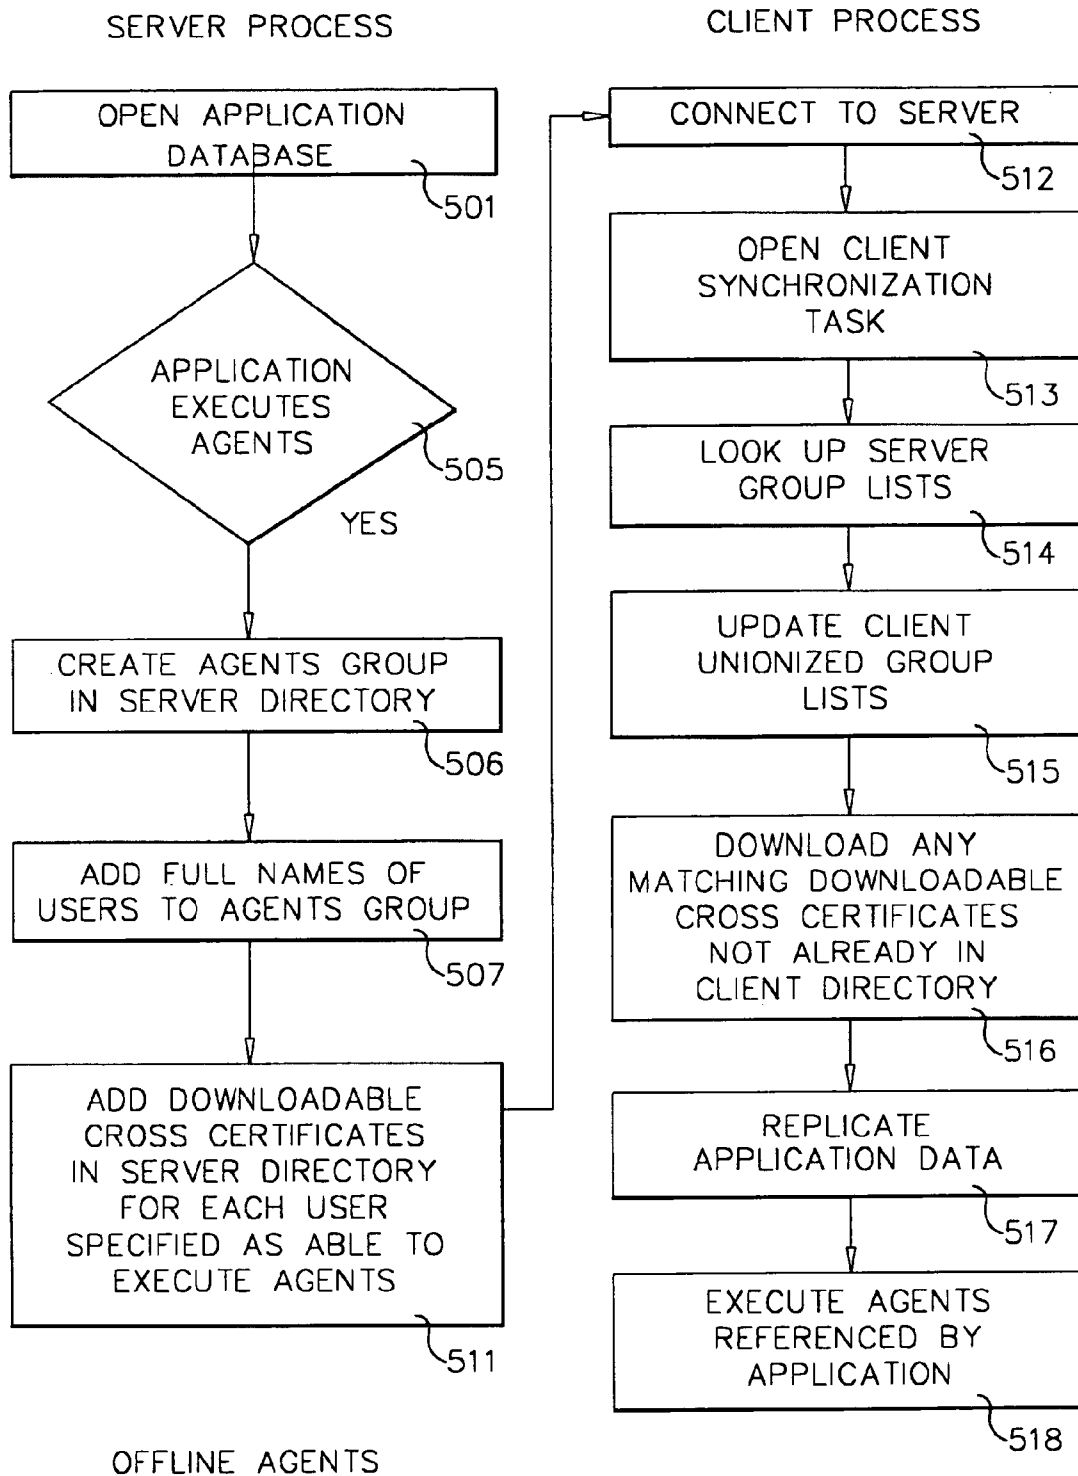 SERVER PROCESS
OPEN APPLICATION
DATABASE
501
APPLICATION
EXECUTES
AGENTS
505
YES
CREATE AGENTS GROUP
IN SERVER DIRECTORY
506
ADD FULL NAMES OF
USERS TO AGENTS GROUP
507
ADD DOWNLOADABLE
CROSS CERTIFICATES
IN SERVER DIRECTORY
FOR EACH USER
SPECIFIED AS ABLE TO
EXECUTE AGENTS
511
OFFLINE AGENTS
CLIENT PROCESS
CONNECT TO SERVER
512
OPEN CLIENT
SYNCHRONIZATION
TASK
513
LOOK UP SERVER
GROUP LISTS
514
UPDATE CLIENT
UNIONIZED GROUP
LISTS
515
DOWNLOAD ANY
MATCHING DOWNLOADABLE
CROSS CERTIFICATES
NOT ALREADY IN
CLIENT DIRECTORY
516
REPLICATE
APPLICATION DATA
517
EXECUTE AGENTS
REFERENCED BY
APPLICATION
518